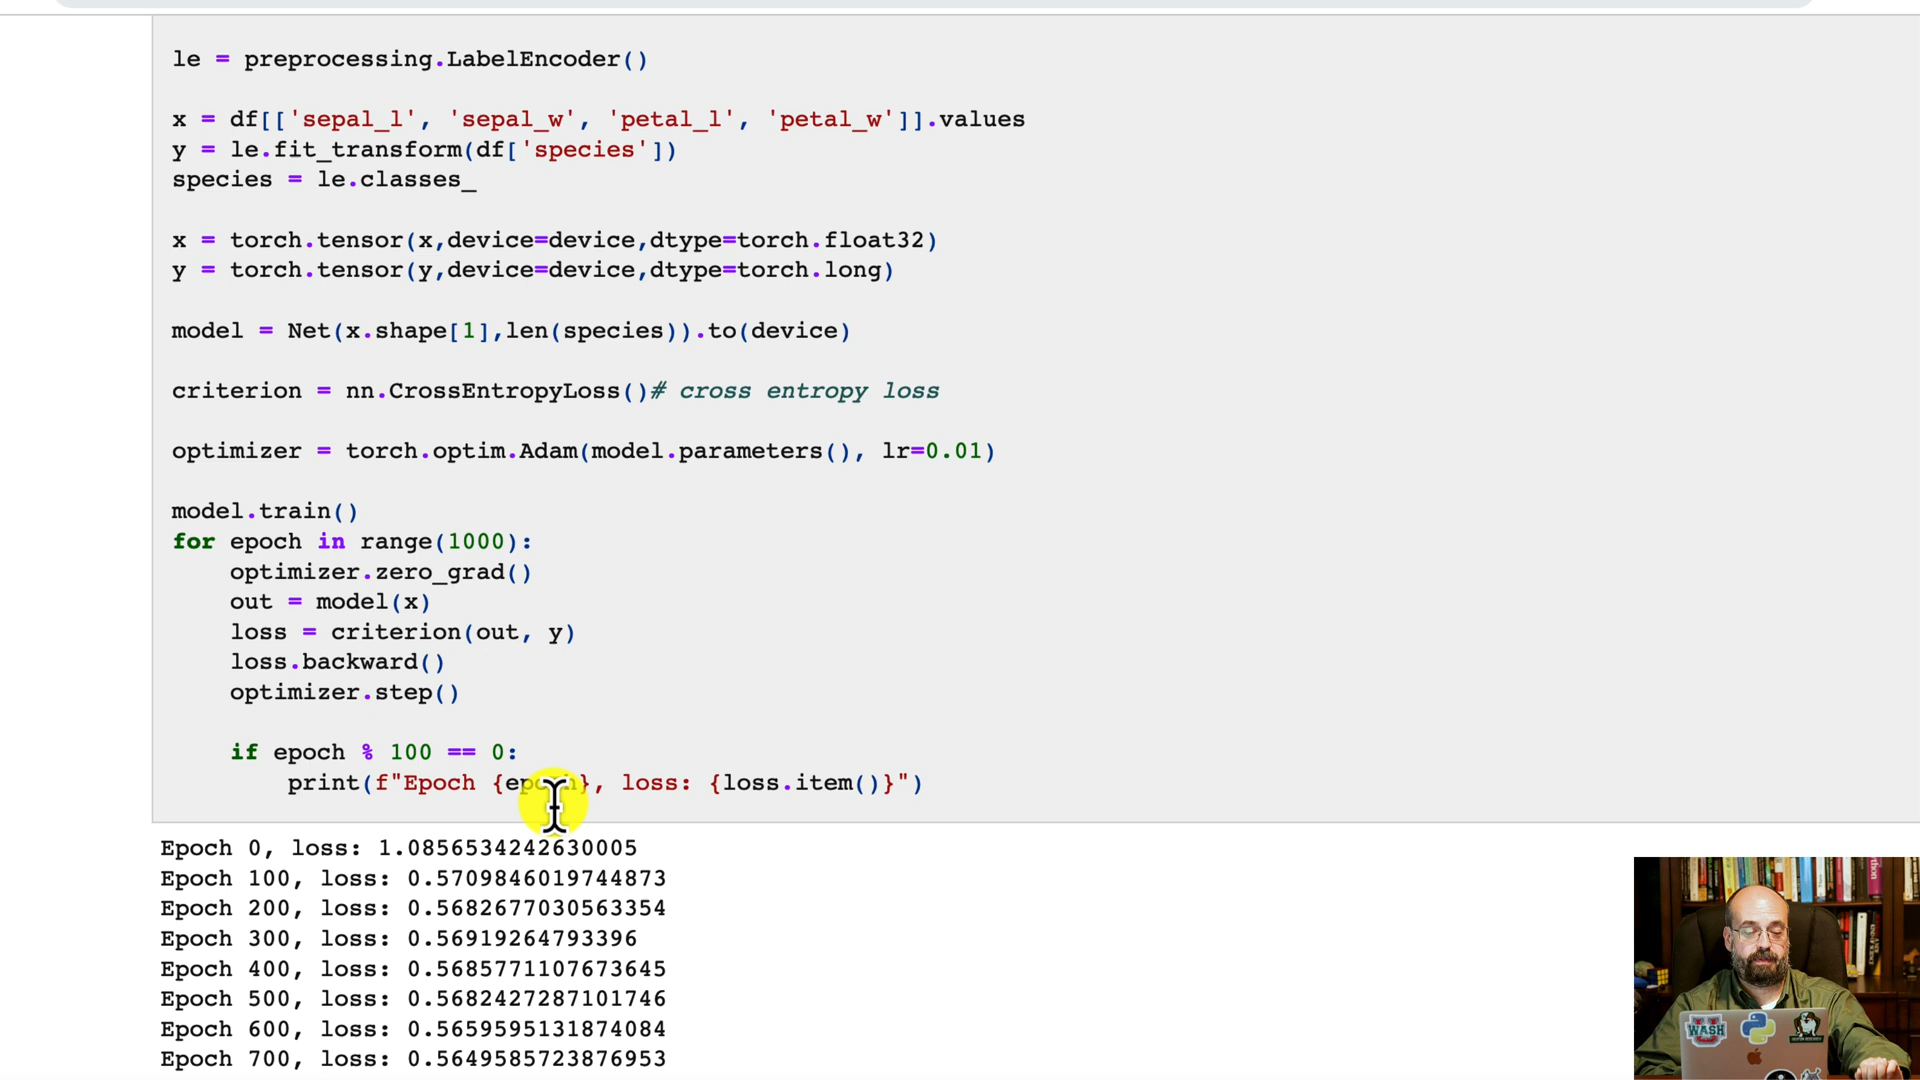 le = preprocessing.LabelEncoder()
x = df[['sepal_l', 'sepal_w', 'petal_l', 'petal_w']].values
y = le.fit_transform(df['species'])
species = le.classes_
x = torch.tensor(x,device=device,dtype=torch.float32)
y = torch.tensor(y,device=device,dtype=torch.long)
model = Net(x.shape[1],len(species)).to(device)
criterion = nn.CrossEntropyLoss()# cross entropy loss
optimizer = torch.optim.Adam(model.parameters(), lr=0.01)
model.train()
for epoch in range(1000):
    optimizer.zero_grad()
    out = model(x)
    loss = criterion(out, y)
    loss.backward()
    optimizer.step()
    if epoch % 100 == 0:
        print(f"Epoch {epoch}, loss: {loss.item()}")
Epoch 0, loss: 1.0856534242630005
Epoch 100, loss: 0.5709846019744873
Epoch 200, loss: 0.5682677030563354
Epoch 300, loss: 0.56919264793396
Epoch 400, loss: 0.5685771107673645
Epoch 500, loss: 0.5682427287101746
Epoch 600, loss: 0.5659595131874084
Epoch 700, loss: 0.5649585723876953
WASH